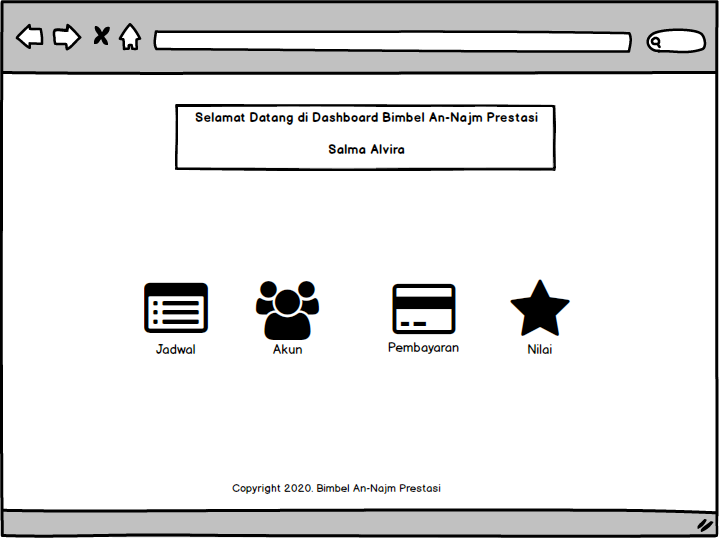 Selamat Datang di Dashboard Bimbel An-Najm Prestasi
Salma Alvira
Jadwal
Akun
Pembayaran
Nilai
Copyright 2020. Bimbel An-Najm Prestasi